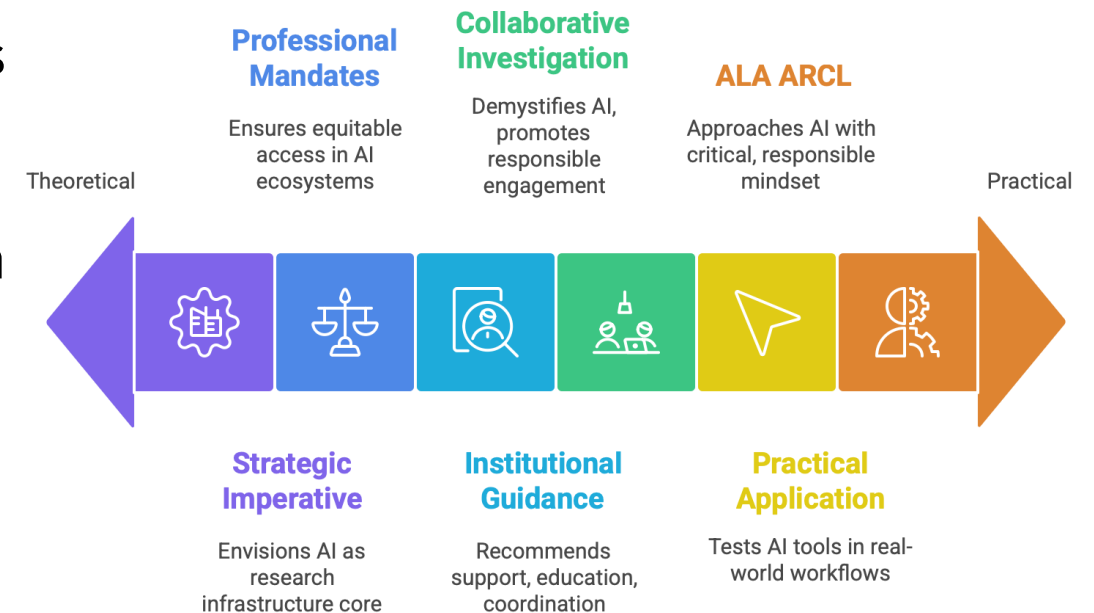 s
n
Professional
Mandates
Ensures equitable
access in AI
ecosystems
Collaborative
Investigation
Demystifies AI,
promotes
responsible
engagement
ALA ARCL
Approaches AI with
critical, responsible
mindset
Theoretical
Practical
Strategic
Imperative
Envisions AI as
research
infrastructure core
Institutional
Guidance
Recommends
support, education,
coordination
Practical
Application
Tests AI tools in real-
world workflows